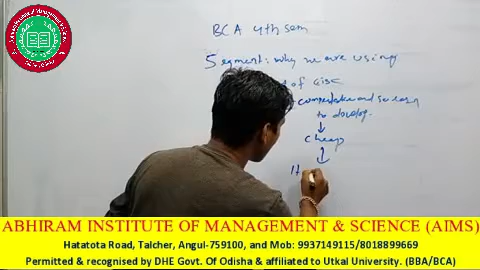 BCA 4th sem
Segment: why we are using
of CISC
and so easy
to develop.
cheap
ABHIRAM INSTITUTE OF MANAGEMENT & SCIENCE (AIMS)
Hatatota Road, Talcher, Angul-759100, and Mob: 9937149115/8018899669
Permitted & recognised by DHE Govt. Of Odisha & affiliated to Utkal University. (BBA/BCA)